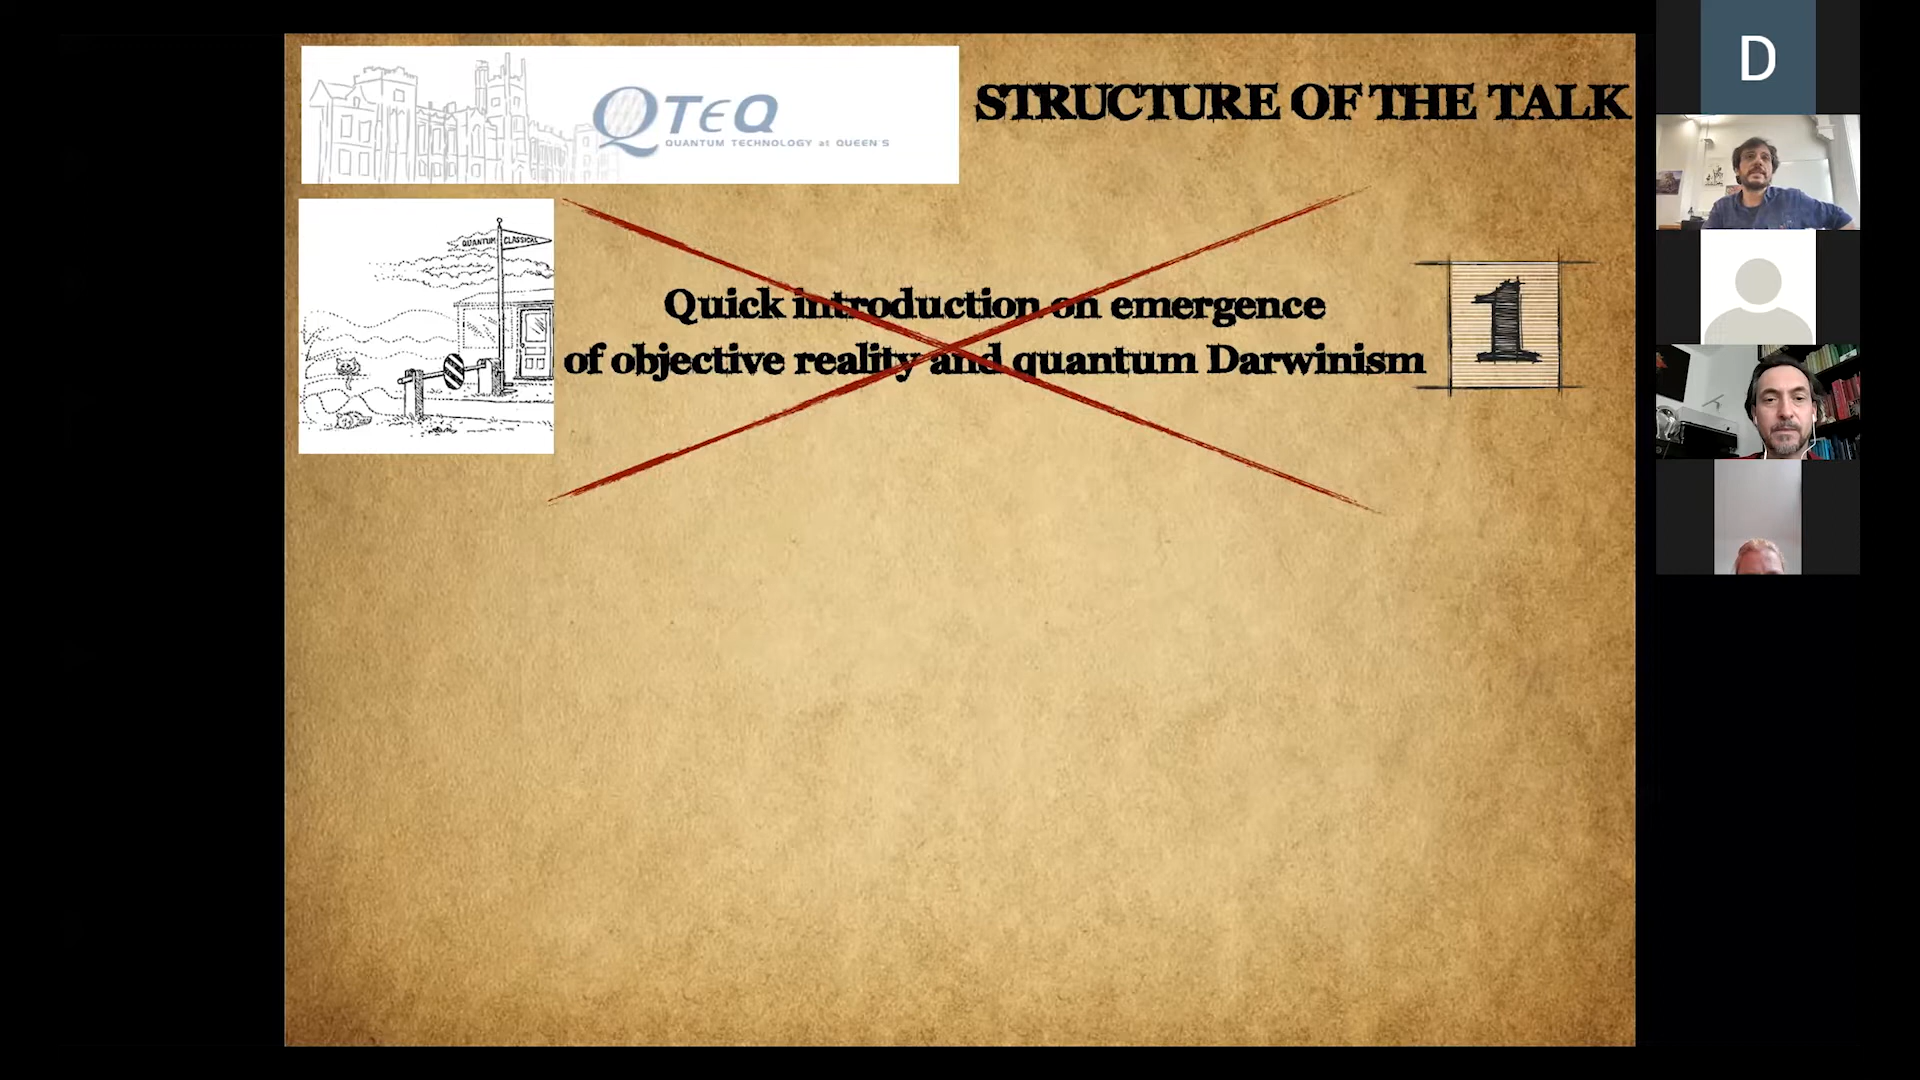 QTEQ
QUANTUM TECHNOLOGY at QUEEN'S
STRUCTURE OF THE TALK
QUANTUM CLASSICAL
Quick introduction on emergence
of objective reality and quantum Darwinism
1
D